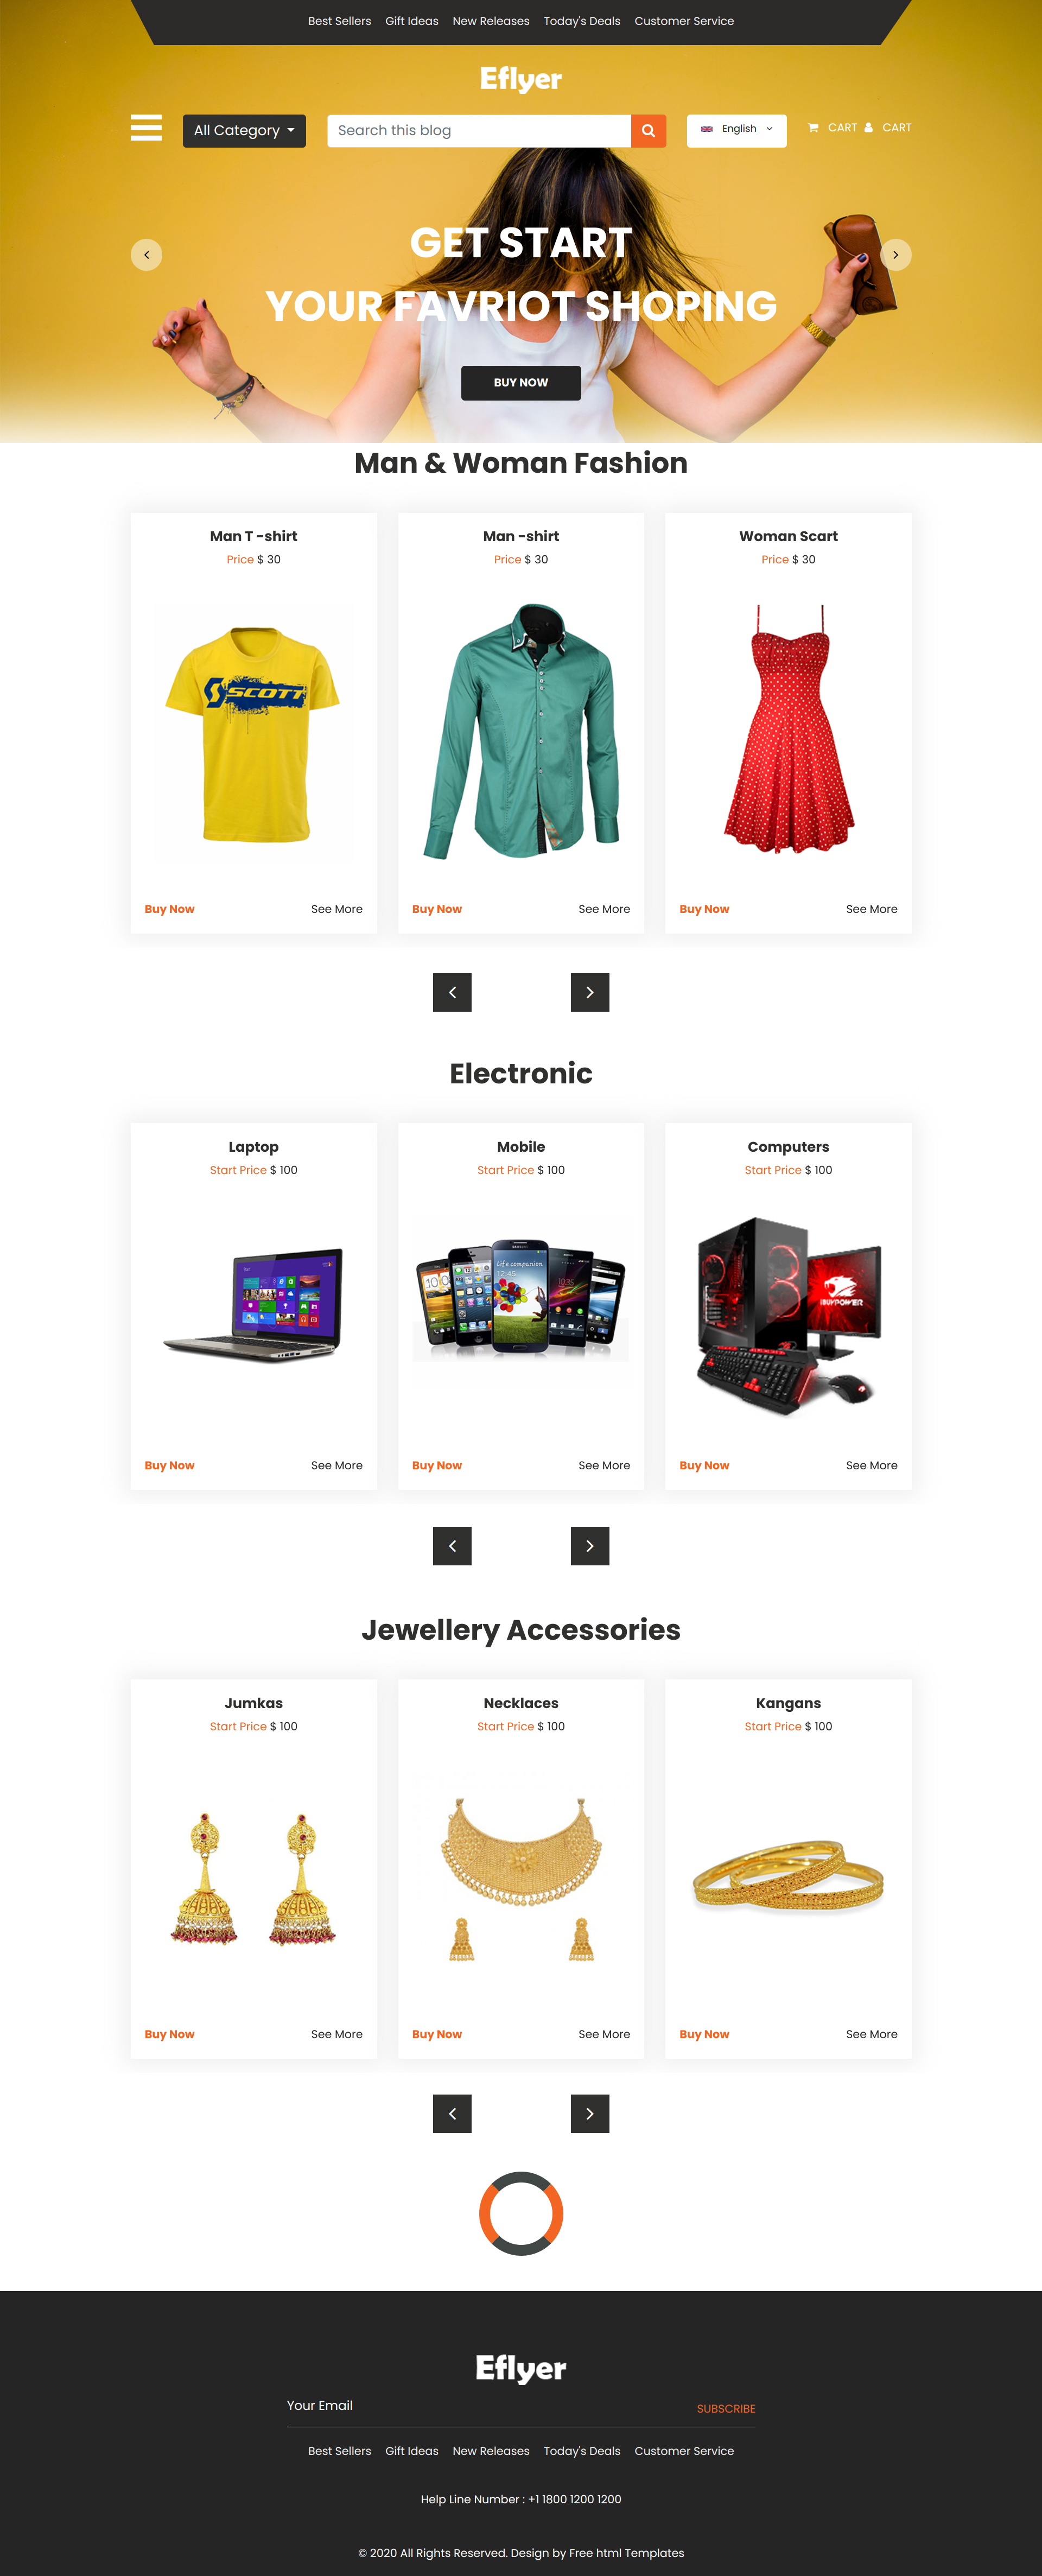 Best Sellers Gift Ideas New Releases Today's Deals Customer Service
Eflyer
All Category
Search this blog
English
CART CART
GET START
YOUR FAVRIOT SHOPING
BUY NOW
Man & Woman Fashion
Man T -shirt
Price $ 30
SCOTT
Buy Now See More
Man -shirt
Price $ 30
Buy Now See More
Woman Scart
Price $ 30
Buy Now See More
Electronic
Laptop
Start Price $ 100
Buy Now See More
Mobile
Start Price $ 100
Life companion
12:45
Buy Now See More
Computers
Start Price $ 100
iBUYPOWER
Buy Now See More
Jewellery Accessories
Jumkas
Start Price $ 100
Buy Now See More
Necklaces
Start Price $ 100
Buy Now See More
Kangans
Start Price $ 100
Buy Now See More
Eflyer
Your Email SUBSCRIBE
Best Sellers Gift Ideas New Releases Today's Deals Customer Service
Help Line Number : +1 1800 1200 1200
© 2020 All Rights Reserved. Design by Free html Templates